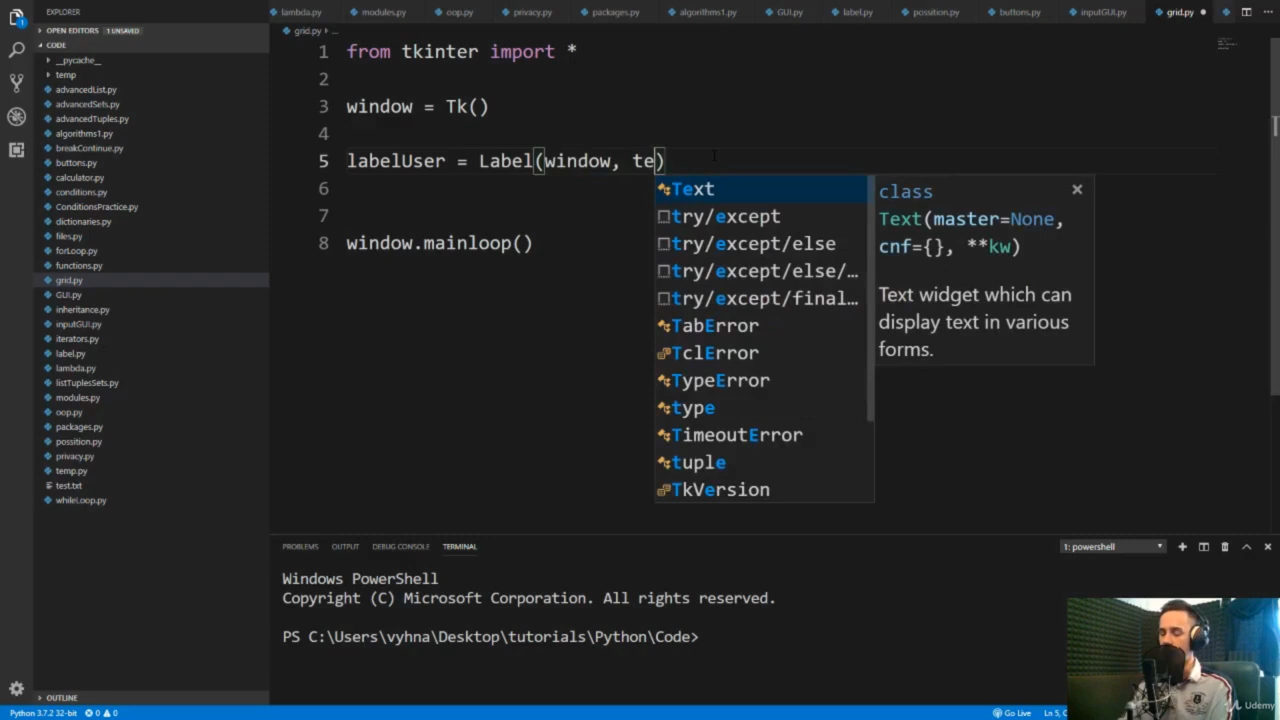 EXPLORER
OPEN EDITORS 1 UNSAVED
CODE
__pycache__
temp
advancedList.py
advancedSets.py
advancedTuples.py
algorithms1.py
breakContinue.py
buttons.py
calculator.py
conditions.py
ConditionsPractice.py
dictionaries.py
files.py
forLoop.py
functions.py
grid.py
GUI.py
inheritance.py
inputGUI.py
iterators.py
label.py
lambda.py
listTuplesSets.py
modules.py
oop.py
packages.py
possition.py
privacy.py
temp.py
test.txt
whileLoop.py
OUTLINE
lambda.py modules.py oop.py privacy.py packages.py algorithms1.py GUI.py label.py possition.py buttons.py inputGUI.py grid.py
grid.py > ...
1 from tkinter import *
2
3 window = Tk()
4
5 labelUser = Label(window, te)
6
7
8 window.mainloop()
Text
try/except
try/except/else
try/except/else/...
try/except/final...
TabError
TclError
TypeError
type
TimeoutError
tuple
TkVersion
class
Text(master=None,
cnf={}, **kw)
Text widget which can
display text in various
forms.
PROBLEMS OUTPUT DEBUG CONSOLE TERMINAL
1: powershell
Windows PowerShell
Copyright (C) Microsoft Corporation. All rights reserved.
PS C:\Users\vyhna\Desktop\tutorials\Python\Code>
Udemy
Python 3.7.2 32-bit 0 0
Go Live Ln 5,